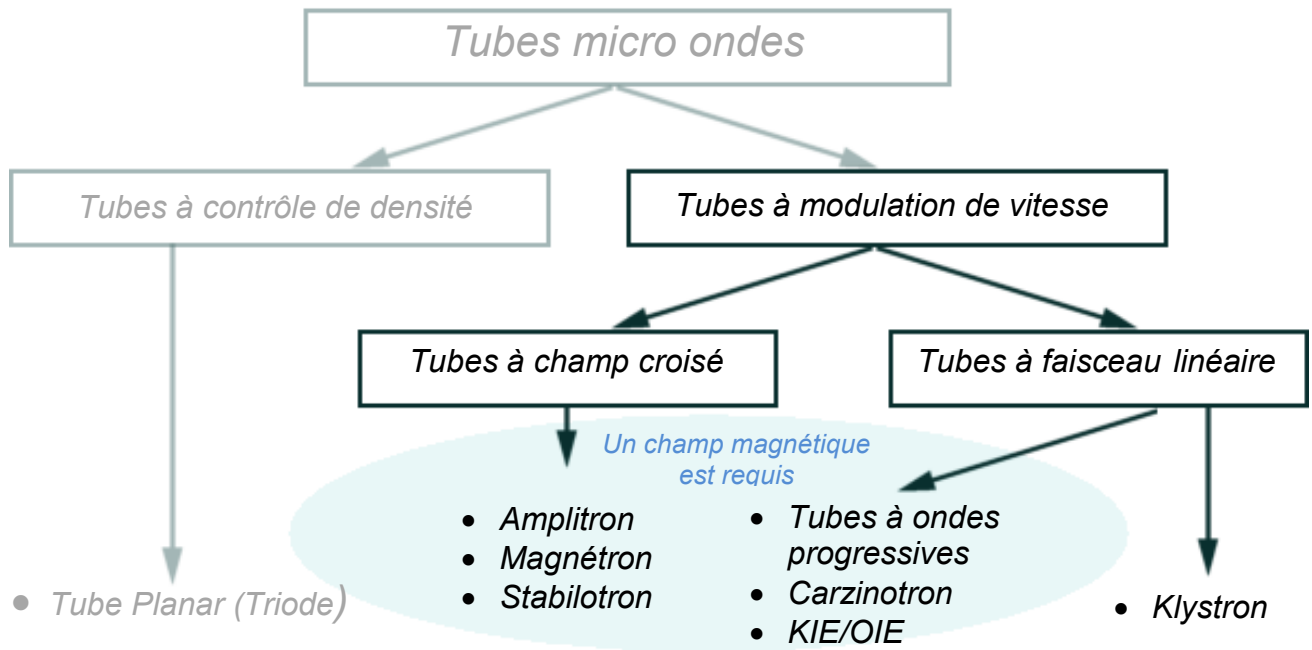 Tubes micro ondes
Tubes à contrôle de densité
Tubes à modulation de vitesse
Tubes à champ croisé
Tubes à faisceau linéaire
Un champ magnétique
est requis
• Amplitron
• Magnétron
• Stabilotron
• Tubes à ondes
progressives
• Carzinotron
• KIE/OIE
• Tube Planar (Triode)
• Klystron